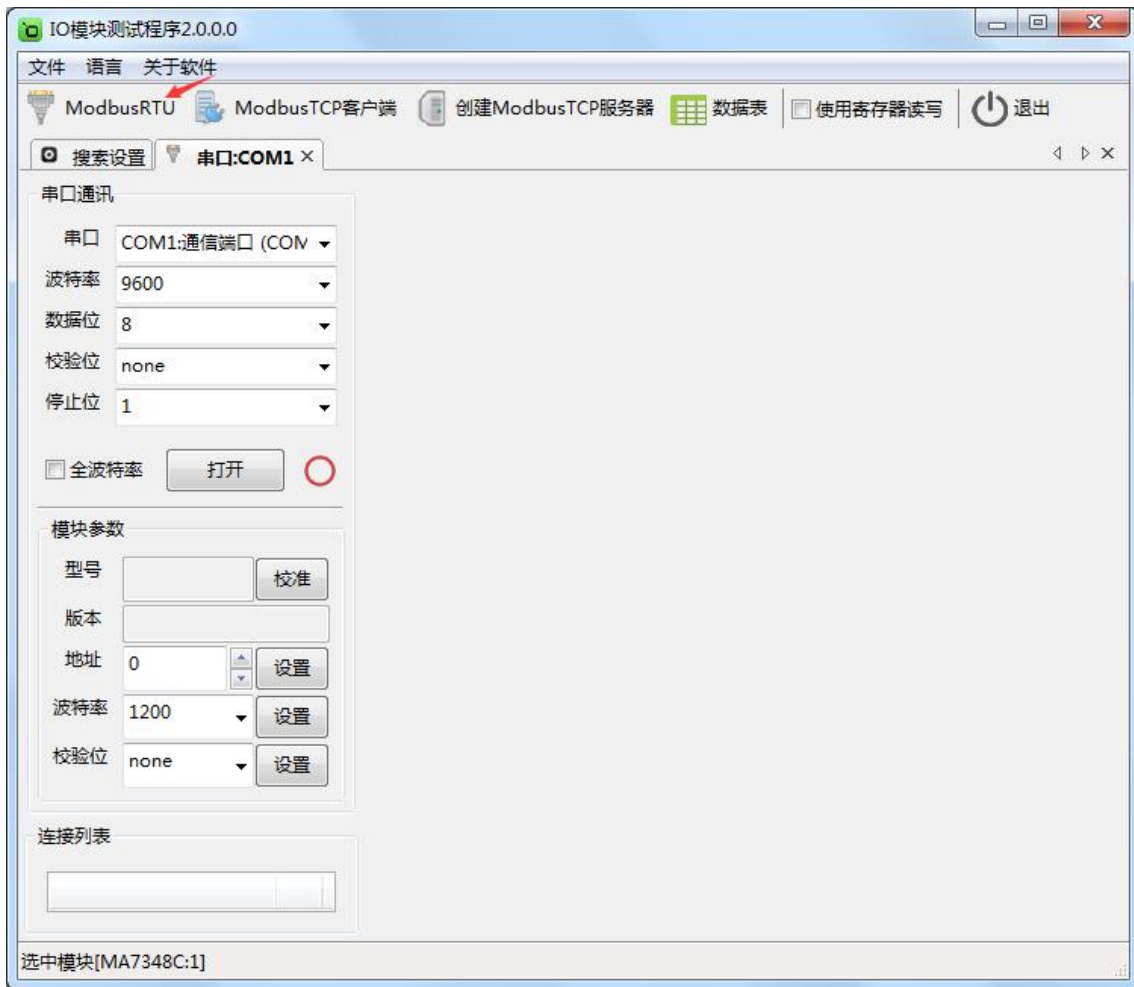 IO模块测试程序2.0.0.0
文件 语言 关于软件
ModbusRTU ModbusTCP客户端 创建ModbusTCP服务器 数据表 使用寄存器读写 退出
搜索设置 串口:COM1
串口通讯
串口 COM1:通信端口 (COM
波特率 9600
数据位 8
校验位 none
停止位 1
全波特率 打开
模块参数
型号 校准
版本
地址 0 设置
波特率 1200 设置
校验位 none 设置
连接列表
选中模块[MA7348C:1]